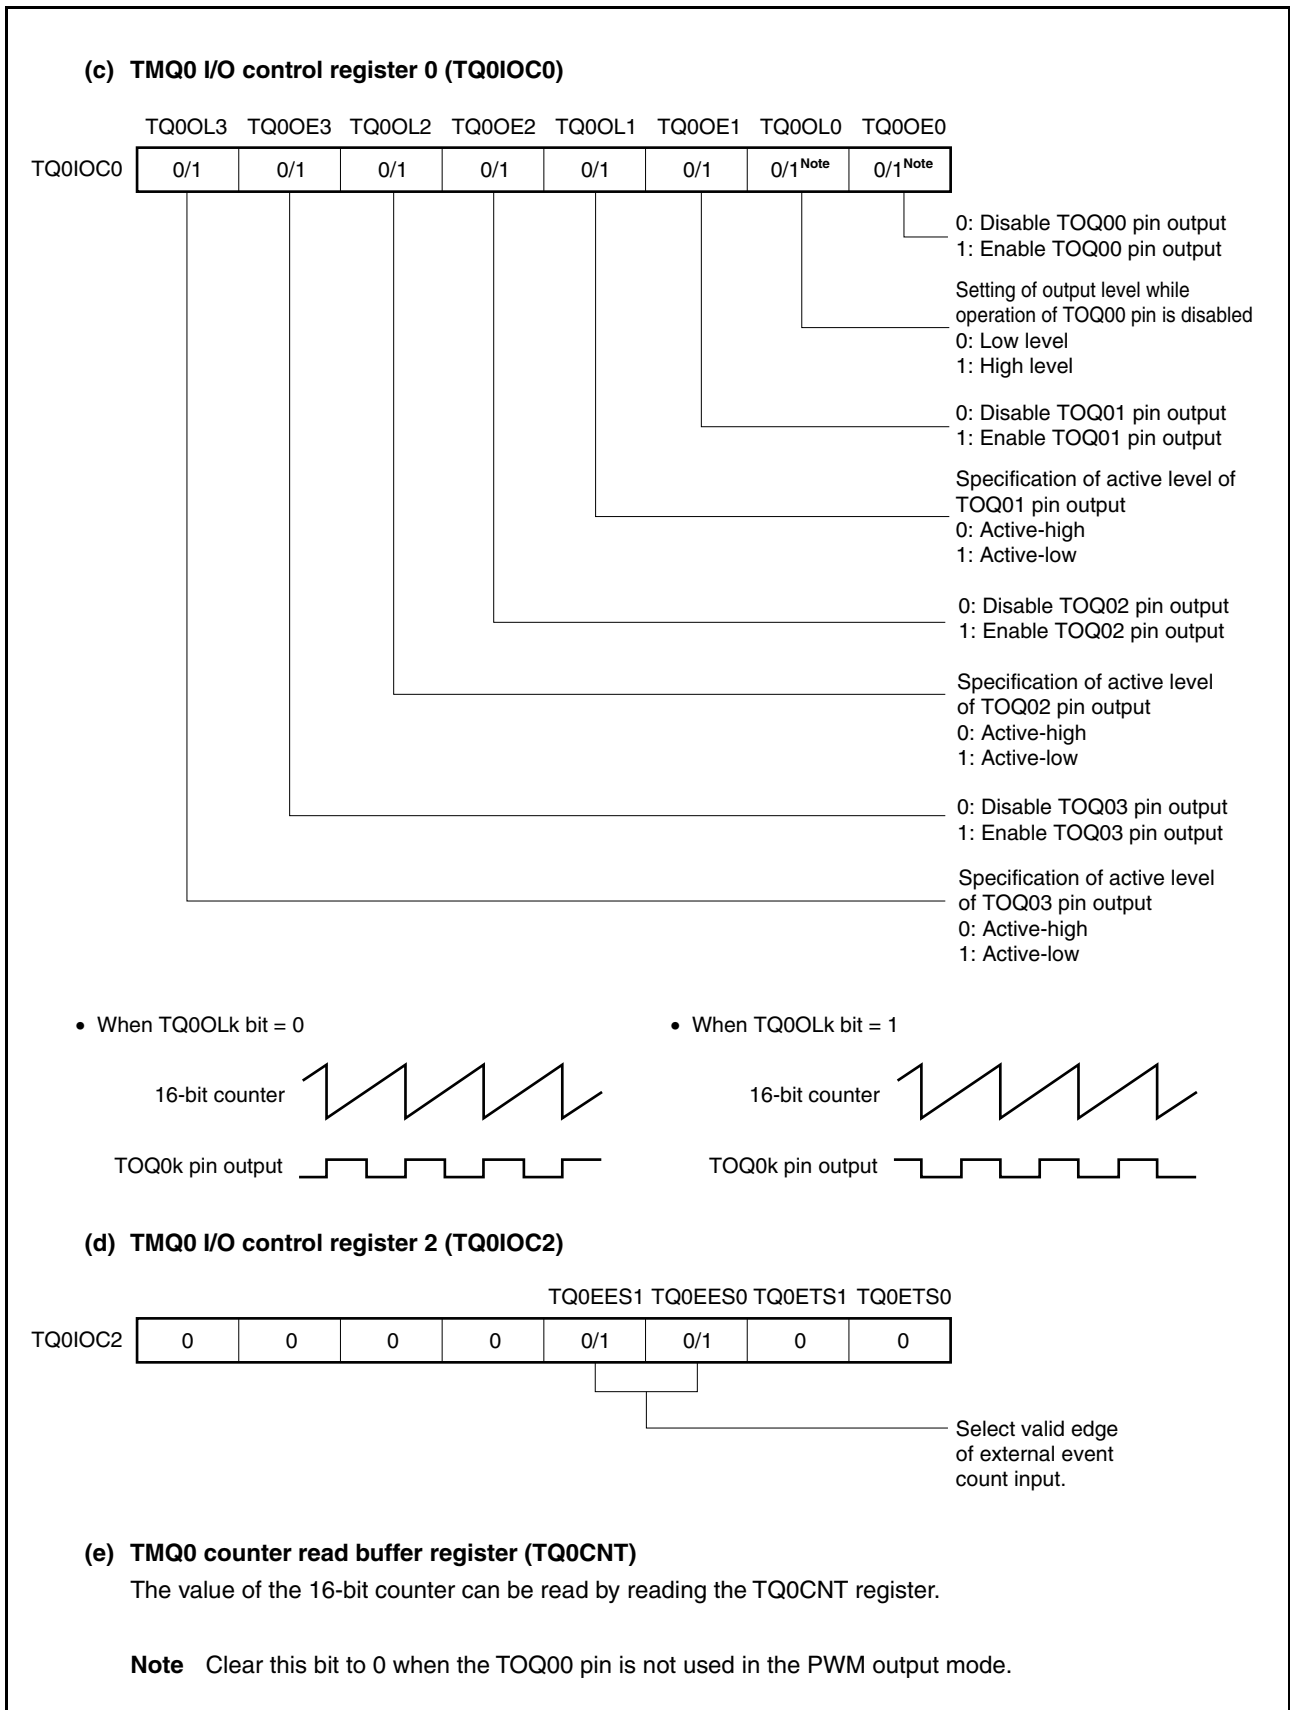 (c) TMQ0 I/O control register 0 (TQ0IOC0)
TQ0OL3 TQ0OE3 TQ0OL2 TQ0OE2 TQ0OL1 TQ0OE1 TQ0OL0 TQ0OE0
TQ0IOC0 0/1 0/1 0/1 0/1 0/1 0/1 0/1Note 0/1Note
0: Disable TOQ00 pin output
1: Enable TOQ00 pin output
Setting of output level while
operation of TOQ00 pin is disabled
0: Low level
1: High level
0: Disable TOQ01 pin output
1: Enable TOQ01 pin output
Specification of active level of
TOQ01 pin output
0: Active-high
1: Active-low
0: Disable TOQ02 pin output
1: Enable TOQ02 pin output
Specification of active level
of TOQ02 pin output
0: Active-high
1: Active-low
0: Disable TOQ03 pin output
1: Enable TOQ03 pin output
Specification of active level
of TOQ03 pin output
0: Active-high
1: Active-low
• When TQ0OLk bit = 0
16-bit counter
TOQ0k pin output
• When TQ0OLk bit = 1
16-bit counter
TOQ0k pin output
(d) TMQ0 I/O control register 2 (TQ0IOC2)
TQ0EES1 TQ0EES0 TQ0ETS1 TQ0ETS0
TQ0IOC2 0 0 0 0 0/1 0/1 0 0
Select valid edge
of external event
count input.
(e) TMQ0 counter read buffer register (TQ0CNT)
The value of the 16-bit counter can be read by reading the TQ0CNT register.
Note Clear this bit to 0 when the TOQ00 pin is not used in the PWM output mode.